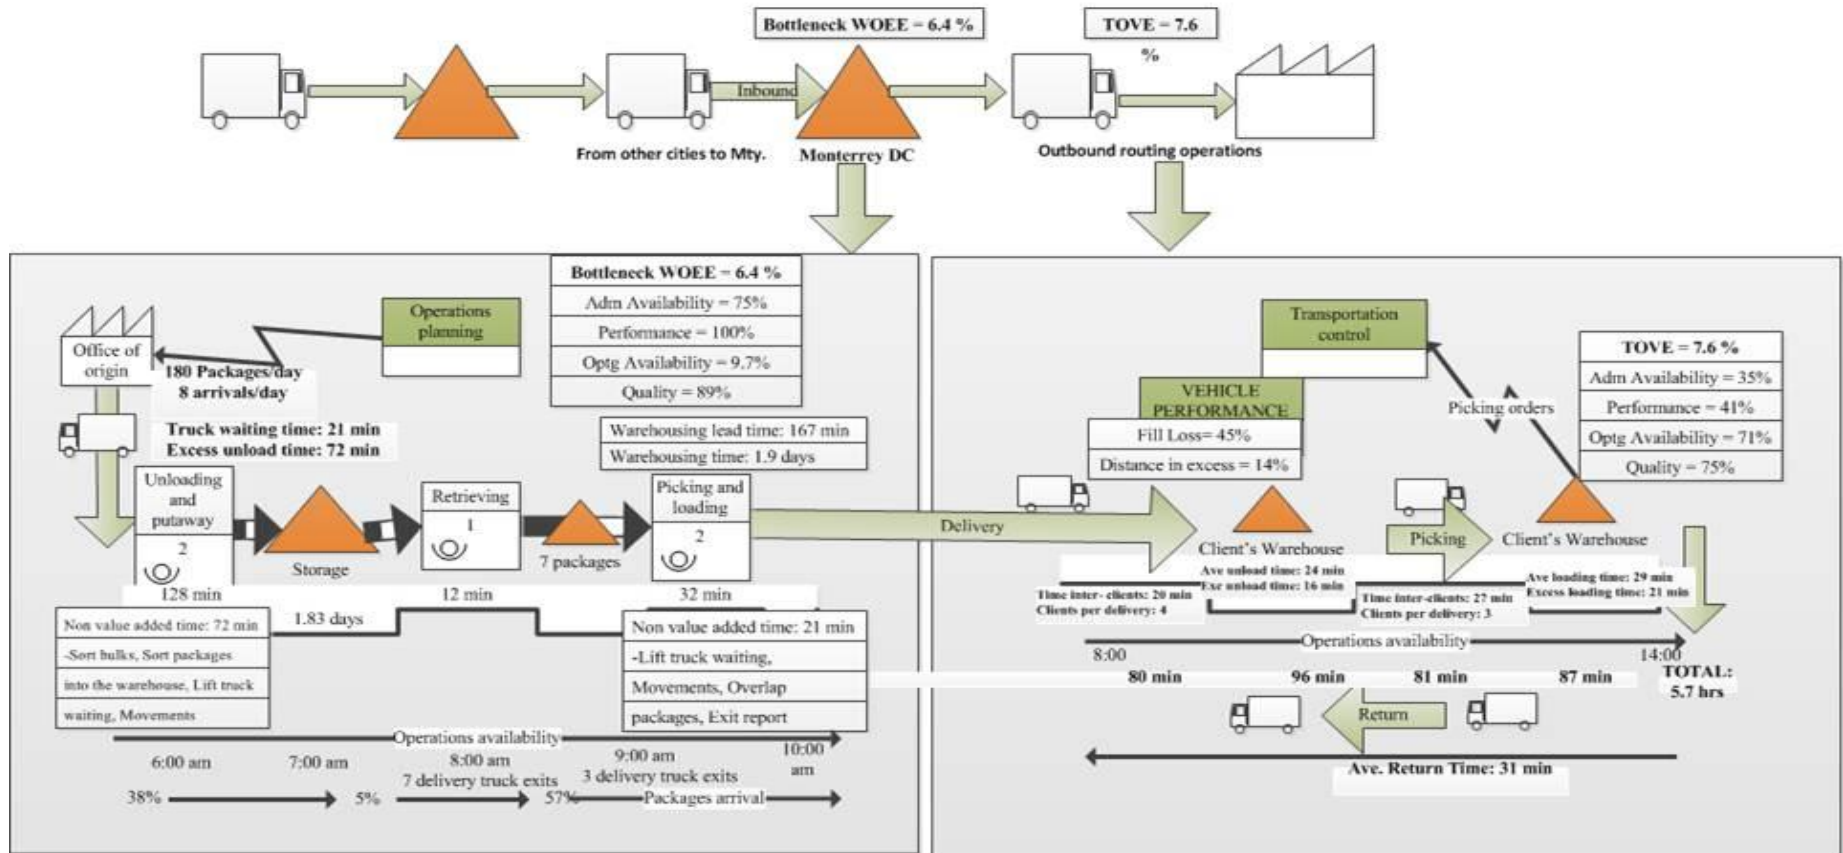 Bottleneck WOEE = 6.4 %
TOVE = 7.6
%
Inbound
From other cities to Mty.
Monterrey DC
Outbound routing operations
Office of
origin
180 Packages/day
8 arrivals/day
Operations
planning
Bottleneck WOEE = 6.4 %
Adm Availability = 75%
Performance = 100%
Optg Availability = 9.7%
Quality = 89%
Truck waiting time: 21 min
Excess unload time: 72 min
Warehousing lead time: 167 min
Warehousing time: 1.9 days
Unloading
and
putaway
2
Storage
Retrieving
1
7 packages
Picking and
loading
2
128 min
1.83 days
12 min
32 min
Non value added time: 72 min
-Sort bulks, Sort packages
into the warehouse, Lift truck
waiting, Movements
Non value added time: 21 min
-Lift truck waiting,
Movements, Overlap
packages, Exit report
Operations availability
6:00 am
7:00 am
8:00 am
9:00 am
10:00
am
7 delivery truck exits
3 delivery truck exits
38%
5%
57%
Packages arrival
Transportation
control
VEHICLE
PERFORMANCE
Fill Loss= 45%
Distance in excess = 14%
Picking orders
TOVE = 7.6 %
Adm Availability = 35%
Performance = 41%
Optg Availability = 71%
Quality = 75%
Delivery
Client's Warehouse
Picking
Client's Warehouse
Time inter- clients: 20 min
Clients per delivery: 4
Ave unload time: 24 min
Exe unload time: 16 min
Time inter-clients: 27 min
Clients per delivery: 3
Ave loading time: 29 min
Excess loading time: 21 min
Operations availability
8:00
14:00
80 min
96 min
81 min
87 min
TOTAL:
5.7 hrs
Return
Ave. Return Time: 31 min